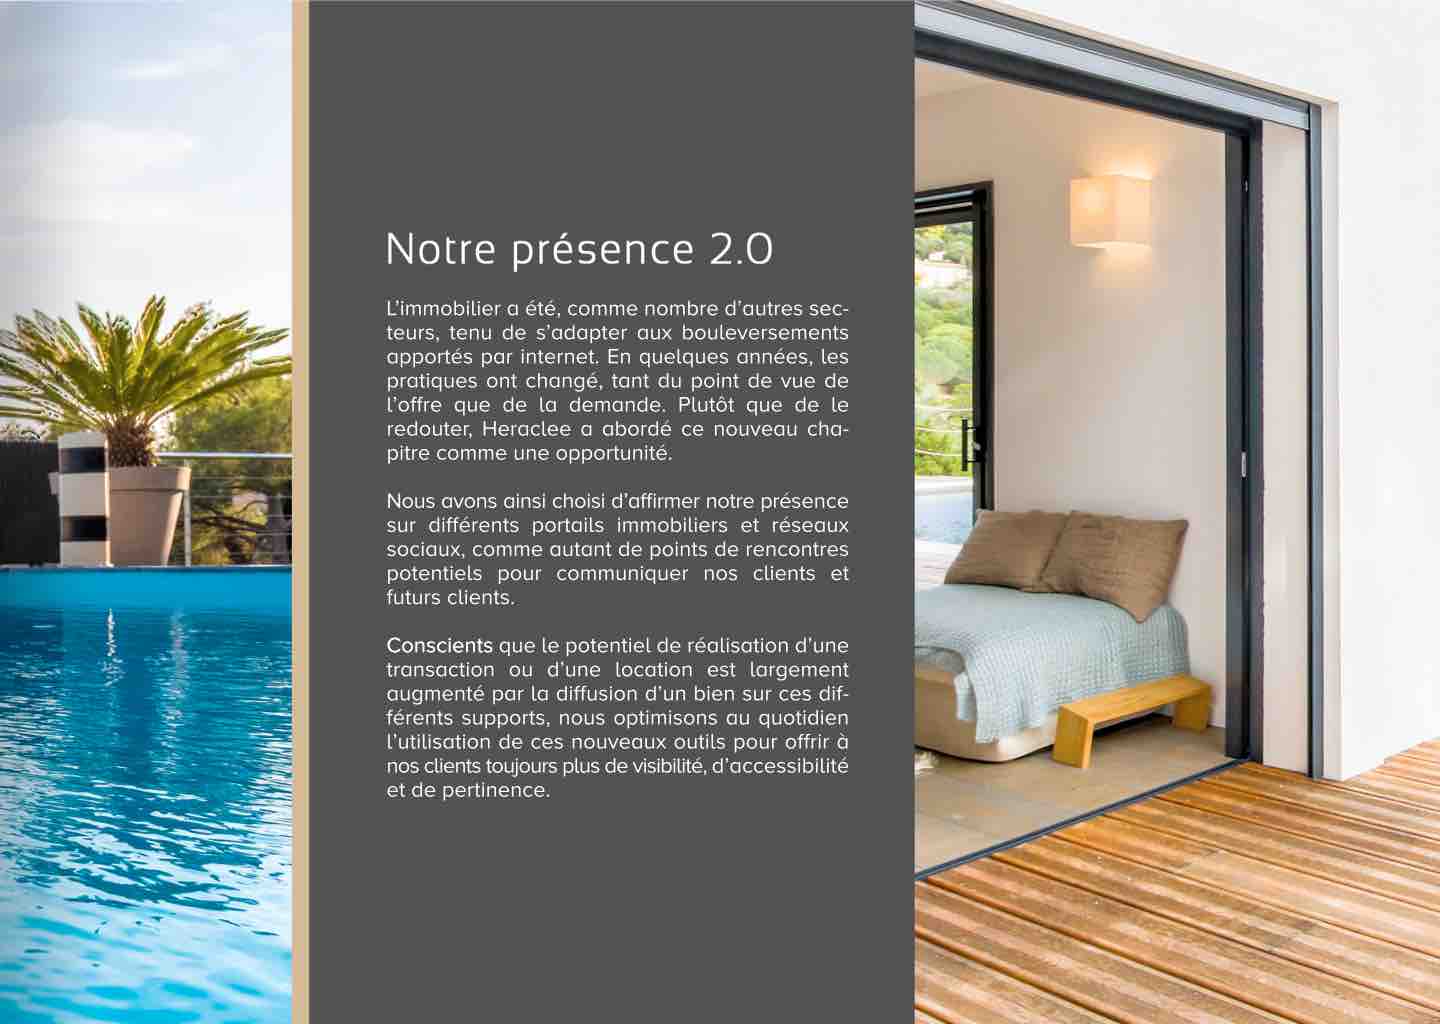 Notre présence 2.0
L’immobilier a été, comme nombre d’autres sec-
teurs, tenu de s’adapter aux bouleversements
apportés par internet. En quelques années, les
pratiques ont changé, tant du point de vue de
l’offre que de la demande. Plutôt que de le
redouter, Heraclee a abordé ce nouveau cha-
pitre comme une opportunité.
Nous avons ainsi choisi d’affirmer notre présence
sur différents portails immobiliers et réseaux
sociaux, comme autant de points de rencontres
potentiels pour communiquer nos clients et
futurs clients.
Conscients que le potentiel de réalisation d’une
transaction ou d’une location est largement
augmenté par la diffusion d’un bien sur ces dif-
férents supports, nous optimisons au quotidien
l’utilisation de ces nouveaux outils pour offrir à
nos clients toujours plus de visibilité, d’accessibilité
et de pertinence.